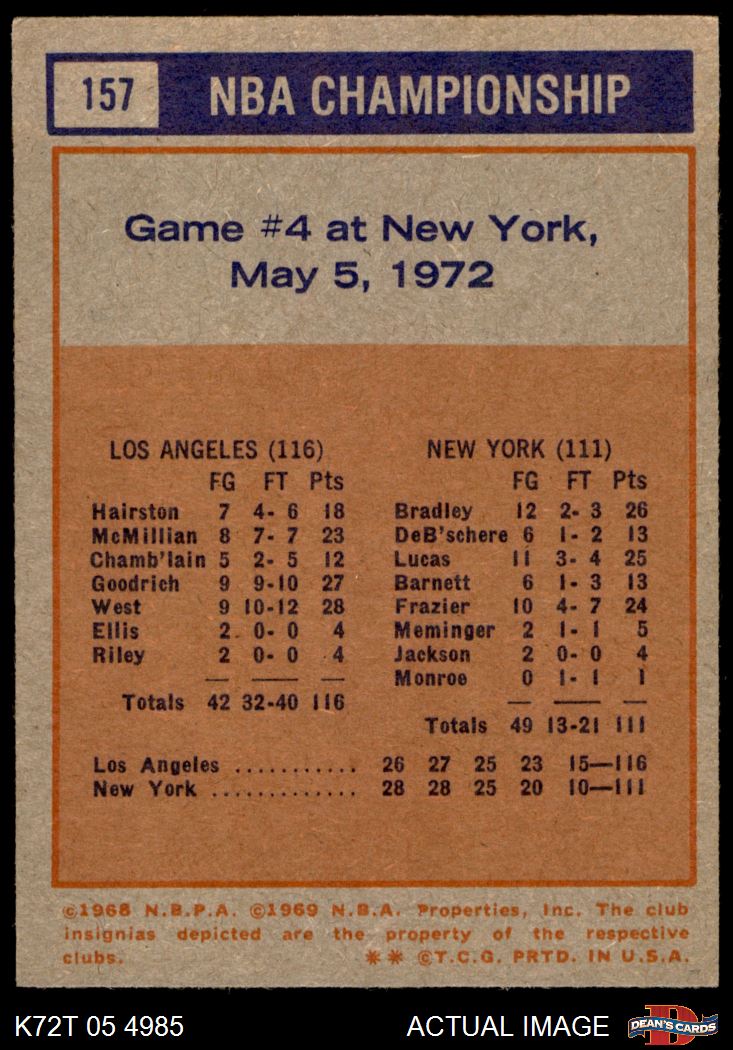 157 NBA CHAMPIONSHIP
Game #4 at New York,
May 5, 1972
LOS ANGELES (116)
FG FT Pts
Hairston 7 4- 6 18
McMillian 8 7- 7 23
Chamb'lain 5 2- 5 12
Goodrich 9 9-10 27
West 9 10-12 28
Ellis 2 0- 0 4
Riley 2 0- 0 4
Totals 42 32-40 116
NEW YORK (111)
FG FT Pts
Bradley 12 2- 3 26
DeB'schere 6 1- 2 13
Lucas 11 3- 4 25
Barnett 6 1- 3 13
Frazier 10 4- 7 24
Meminger 2 1- 1 5
Jackson 2 0- 0 4
Monroe 0 1- 1 1
Totals 49 13-21 111
Los Angeles ........... 26 27 25 23 15—116
New York ............. 28 28 25 20 10—111
©1968 N.B.P.A. ©1969 N.B.A. Properties, Inc. The club
insignias depicted are the property of the respective
clubs. ** ©T.C.G. PRTD. IN U.S.A.
K72T 05 4985 ACTUAL IMAGE D DEAN'S CARDS